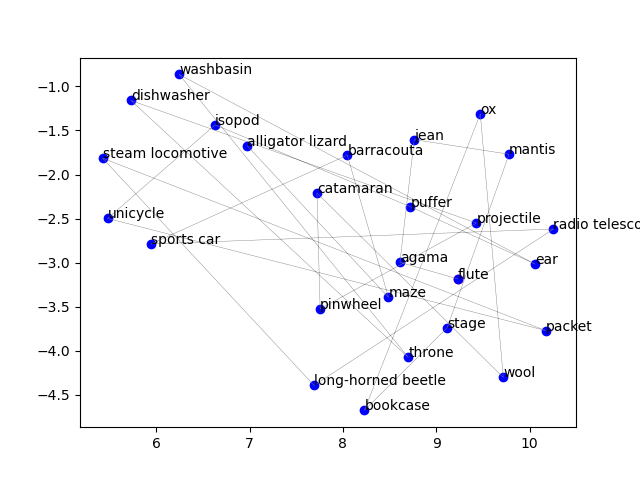 washbasin
dishwasher
isopod
ox
jean
alligator lizard
barracouta
mantis
steam locomotive
catamaran
puffer
unicycle
projectile
radio telesco
sports car
agama
ear
flute
maze
pinwheel
stage
packet
throne
wool
long-horned beetle
bookcase
−1.0
−1.5
−2.0
−2.5
−3.0
−3.5
−4.0
−4.5
6 7 8 9 10